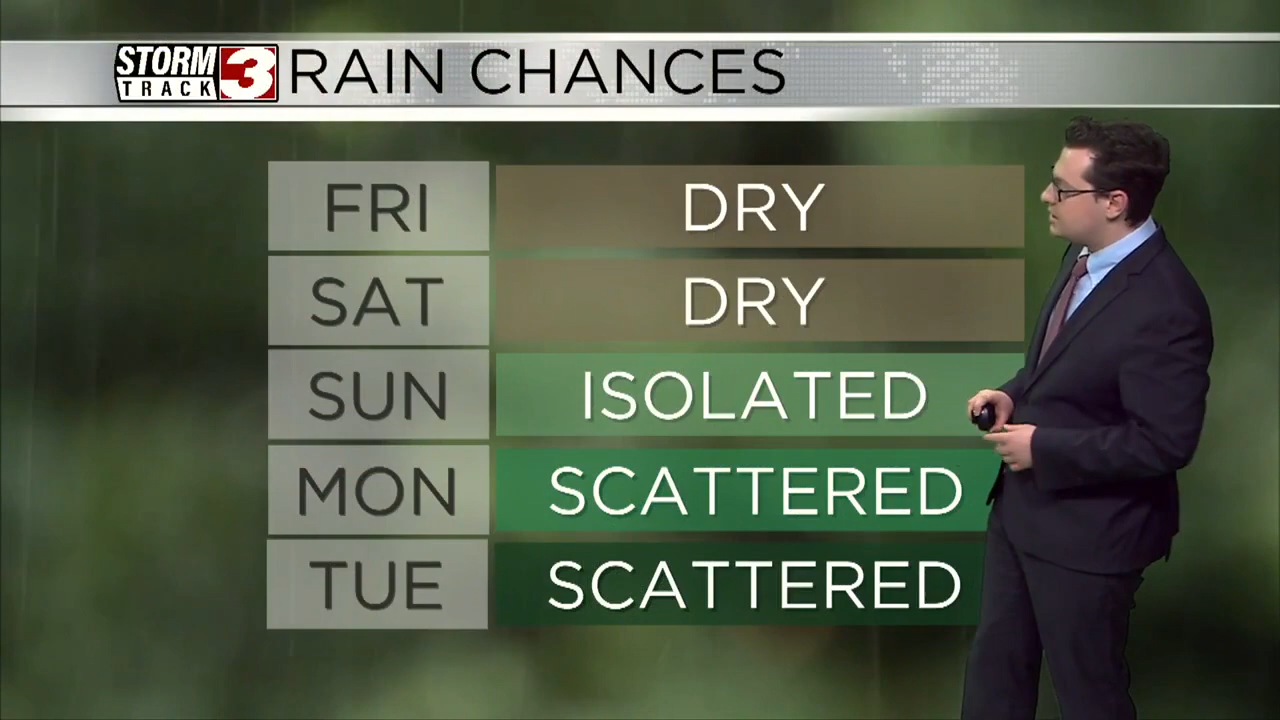 STORM
TRACK 3
RAIN CHANCES
FRI DRY
SAT DRY
SUN ISOLATED
MON SCATTERED
TUE SCATTERED